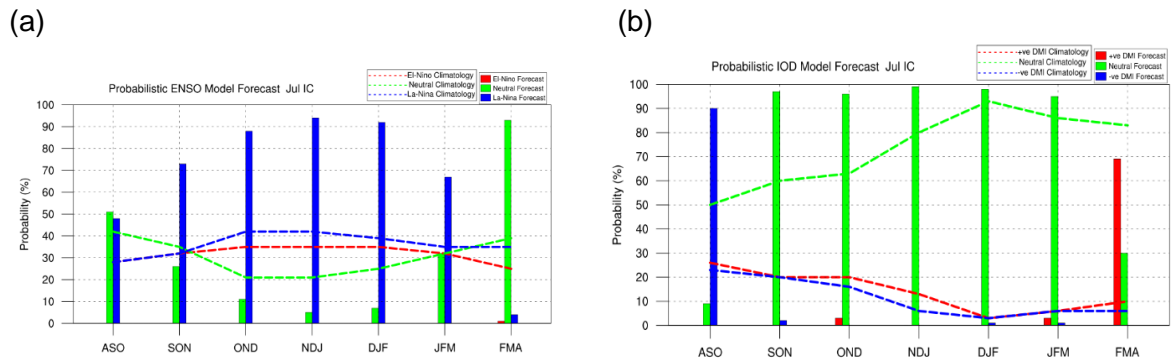 (a)
Probabilistic ENSO Model Forecast Jul IC
El-Nino Climatology
Neutral Climatology
La-Nina Climatology
El-Nino Forecast
Neutral Forecast
La-Nina Forecast
Probability (%)
100
90
80
70
60
50
40
30
20
10
0
ASO SON OND NDJ DJF JFM FMA
(b)
Probabilistic IOD Model Forecast Jul IC
+ve DMI Climatology
Neutral Climatology
-ve DMI Climatology
+ve DMI Forecast
Neutral Forecast
-ve DMI Forecast
Probability (%)
100
90
80
70
60
50
40
30
20
10
0
ASO SON OND NDJ DJF JFM FMA